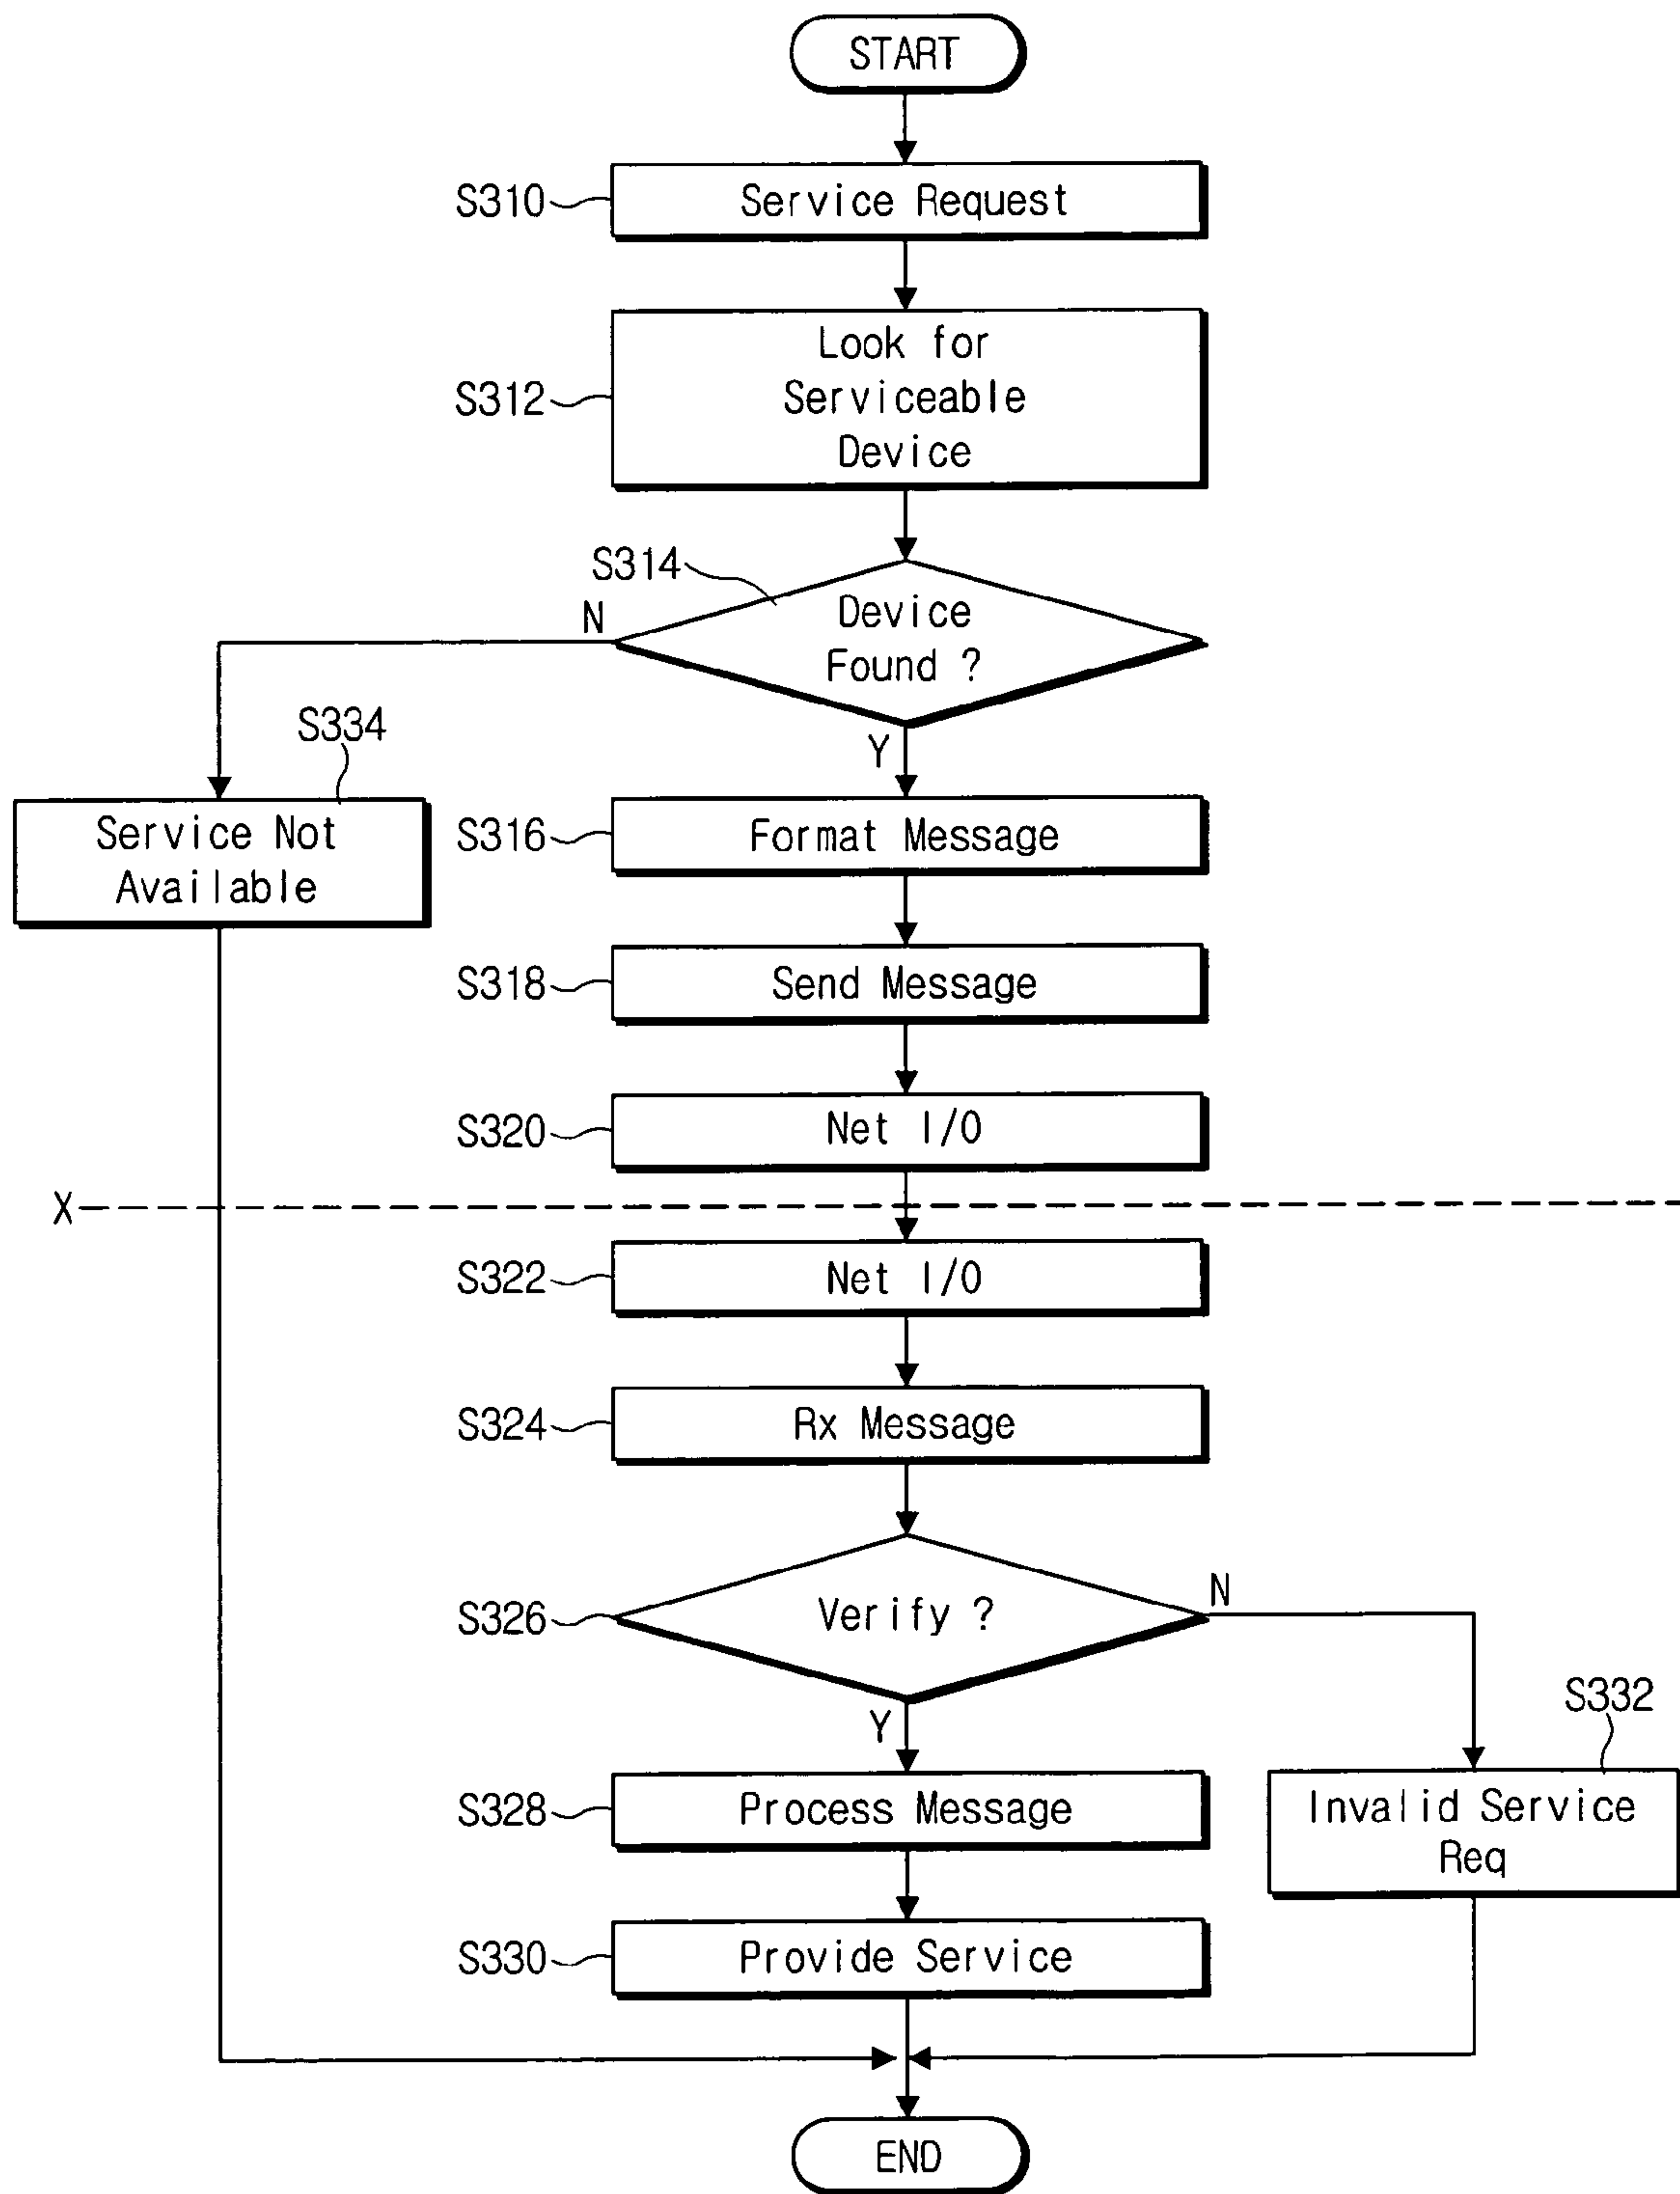 START
S310
Service Request
S312
Look for
Serviceable
Device
S314
Device
Found ?
N
Y
S334
Service Not
Available
S316
Format Message
S318
Send Message
S320
Net I/O
X
S322
Net I/O
S324
Rx Message
S326
Verify ?
N
Y
S332
Invalid Service
Req
S328
Process Message
S330
Provide Service
END